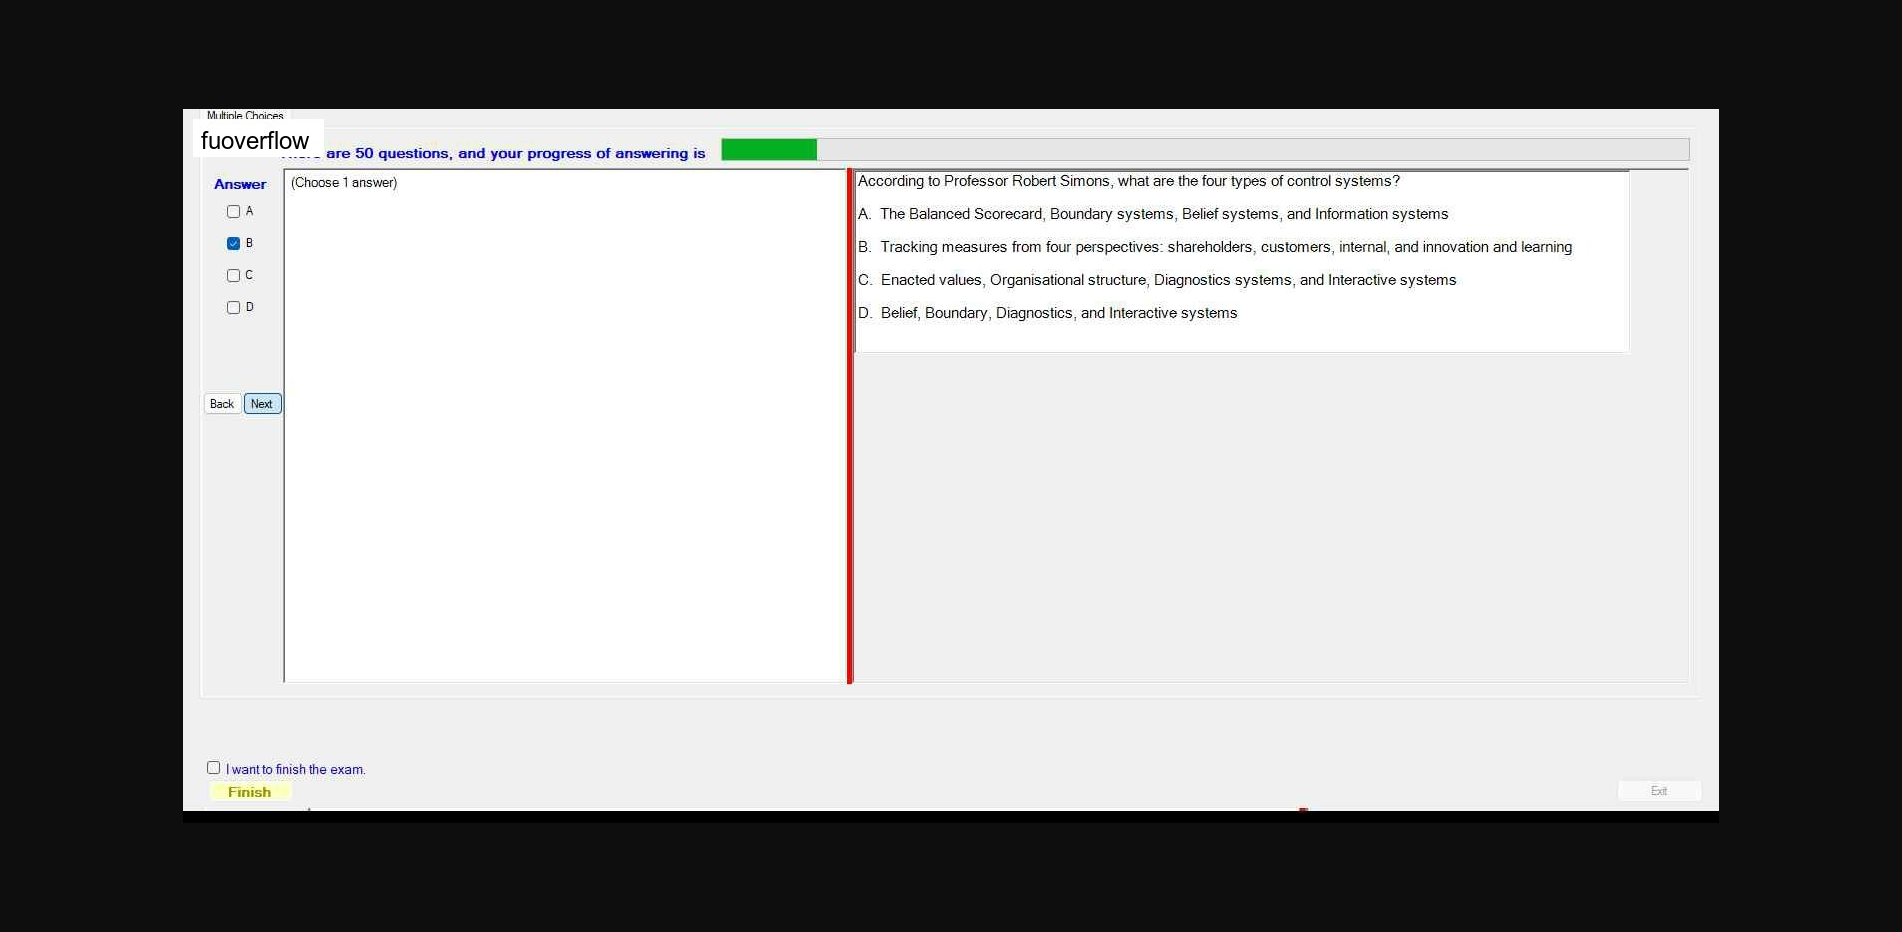 Multiple Choices
fuoverflow
are 50 questions, and your progress of answering is
Answer
(Choose 1 answer)
A
B
C
D
Back Next
According to Professor Robert Simons, what are the four types of control systems?
A. The Balanced Scorecard, Boundary systems, Belief systems, and Information systems
B. Tracking measures from four perspectives: shareholders, customers, internal, and innovation and learning
C. Enacted values, Organisational structure, Diagnostics systems, and Interactive systems
D. Belief, Boundary, Diagnostics, and Interactive systems
I want to finish the exam.
Finish
Exit